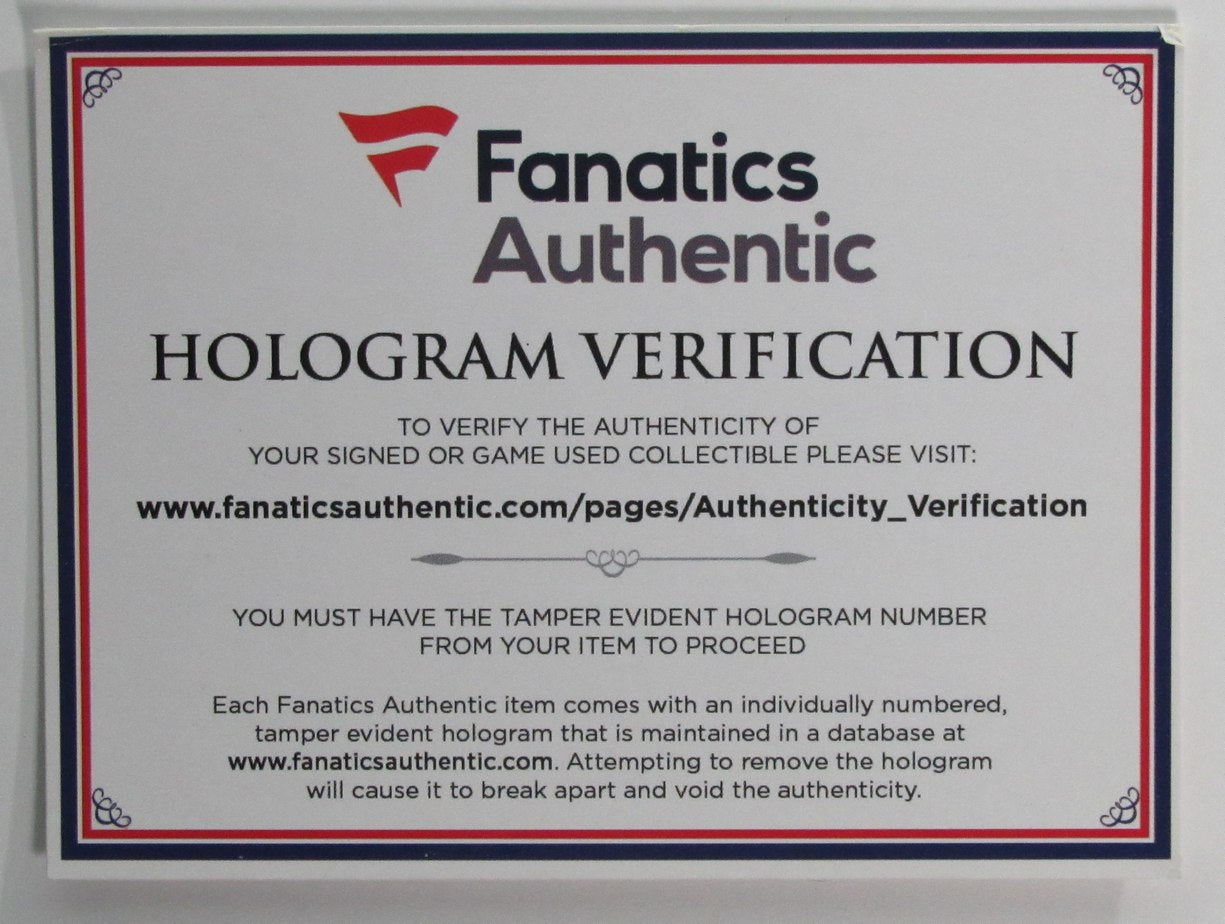 Fanatics
Authentic
HOLOGRAM VERIFICATION
TO VERIFY THE AUTHENTICITY OF
YOUR SIGNED OR GAME USED COLLECTIBLE PLEASE VISIT:
www.fanaticsauthentic.com/pages/Authenticity_Verification
YOU MUST HAVE THE TAMPER EVIDENT HOLOGRAM NUMBER
FROM YOUR ITEM TO PROCEED
Each Fanatics Authentic item comes with an individually numbered,
tamper evident hologram that is maintained in a database at
www.fanaticsauthentic.com. Attempting to remove the hologram
will cause it to break apart and void the authenticity.